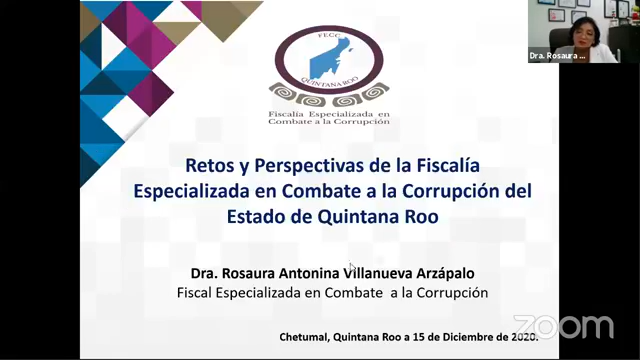 FECC
QUINTANA ROO
Fiscalía Especializada en
Combate a la Corrupción
Dra. Rosaura ...
Retos y Perspectivas de la Fiscalía
Especializada en Combate a la Corrupción del
Estado de Quintana Roo
Dra. Rosaura Antonina Villanueva Arzápalo
Fiscal Especializada en Combate a la Corrupción
Chetumal, Quintana Roo a 15 de Diciembre de 2020.
zoom